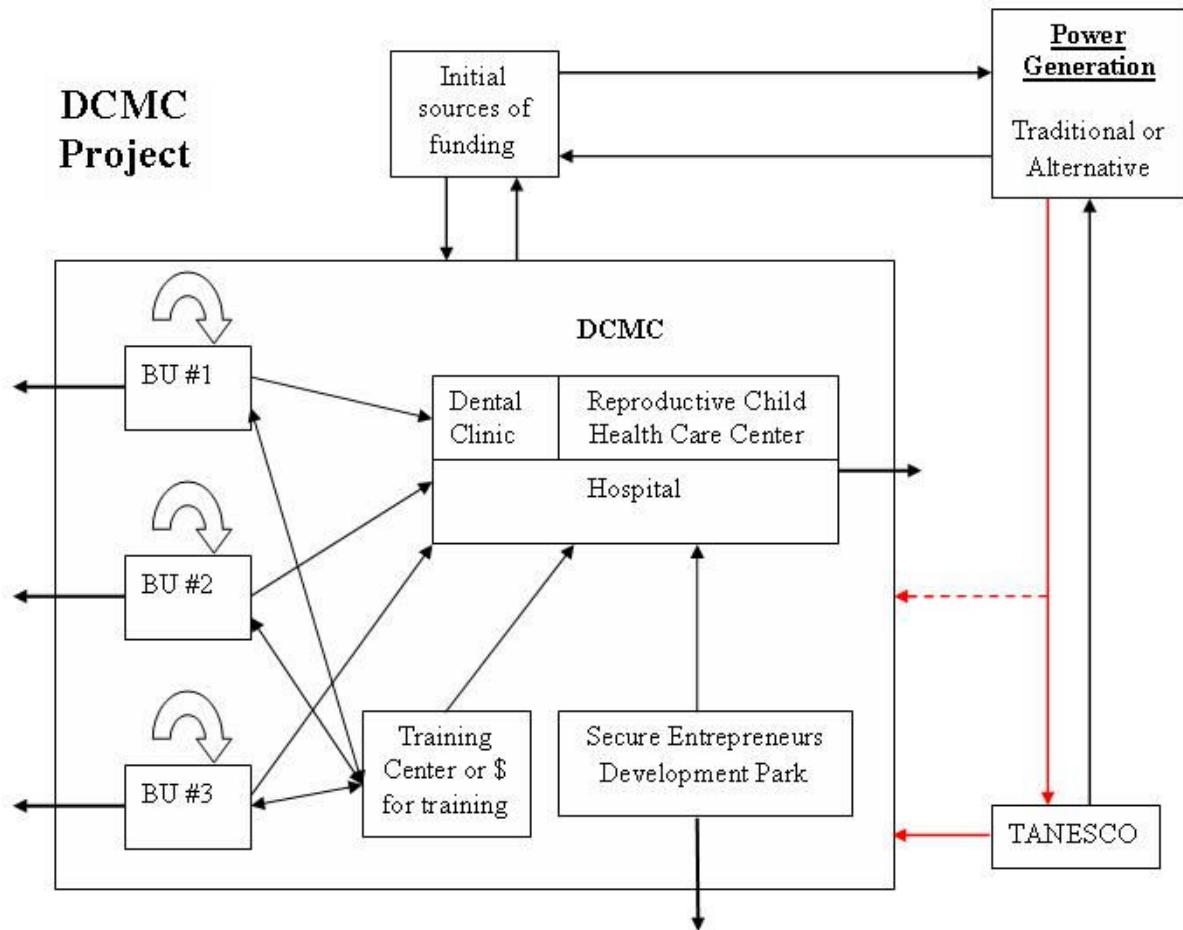 DCMC
Project
Initial
sources of
funding
Power
Generation
Traditional or
Alternative
DCMC
BU #1
Dental
Clinic
Reproductive Child
Health Care Center
Hospital
BU #2
BU #3
Training
Center or $
for training
Secure Entrepreneurs
Development Park
TANESCO